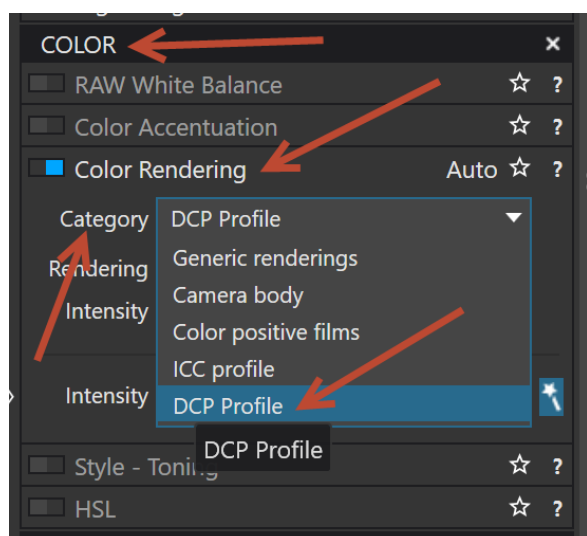 COLOR ×
RAW White Balance ?
Color Accentuation ?
Color Rendering Auto ?
Category DCP Profile
Rendering Generic renderings
Camera body
Intensity
Color positive films
ICC profile
Intensity DCP Profile
DCP Profile
Style - Toning ?
HSL ?